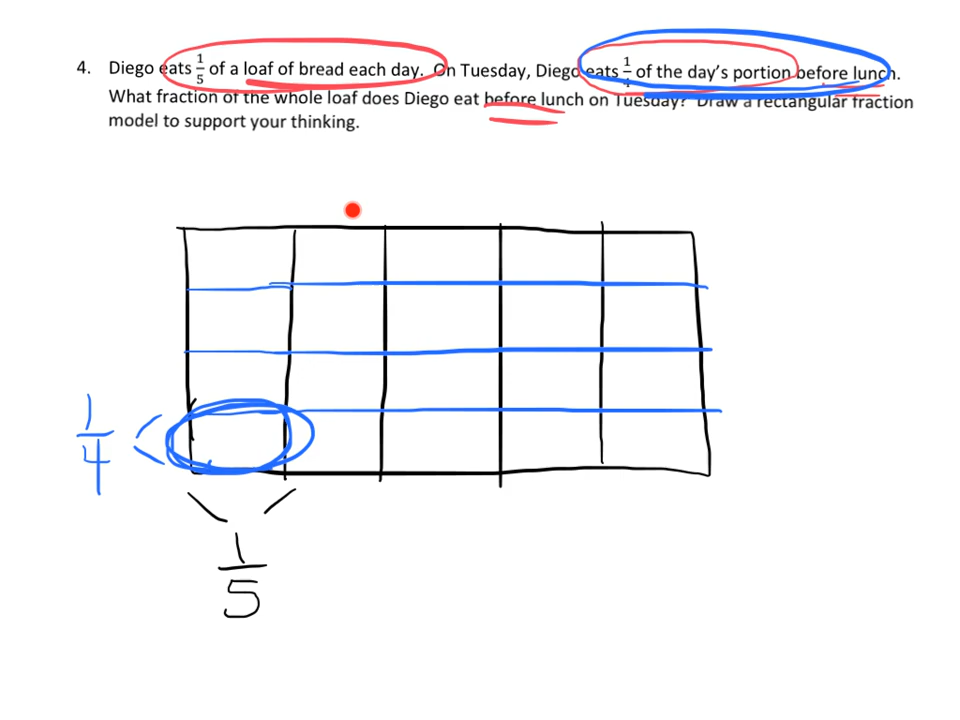 4. Diego eats 1/5 of a loaf of bread each day. On Tuesday, Diego eats 1/4 of the day's portion before lunch.
What fraction of the whole loaf does Diego eat before lunch on Tuesday? Draw a rectangular fraction
model to support your thinking.
1/4
1/5